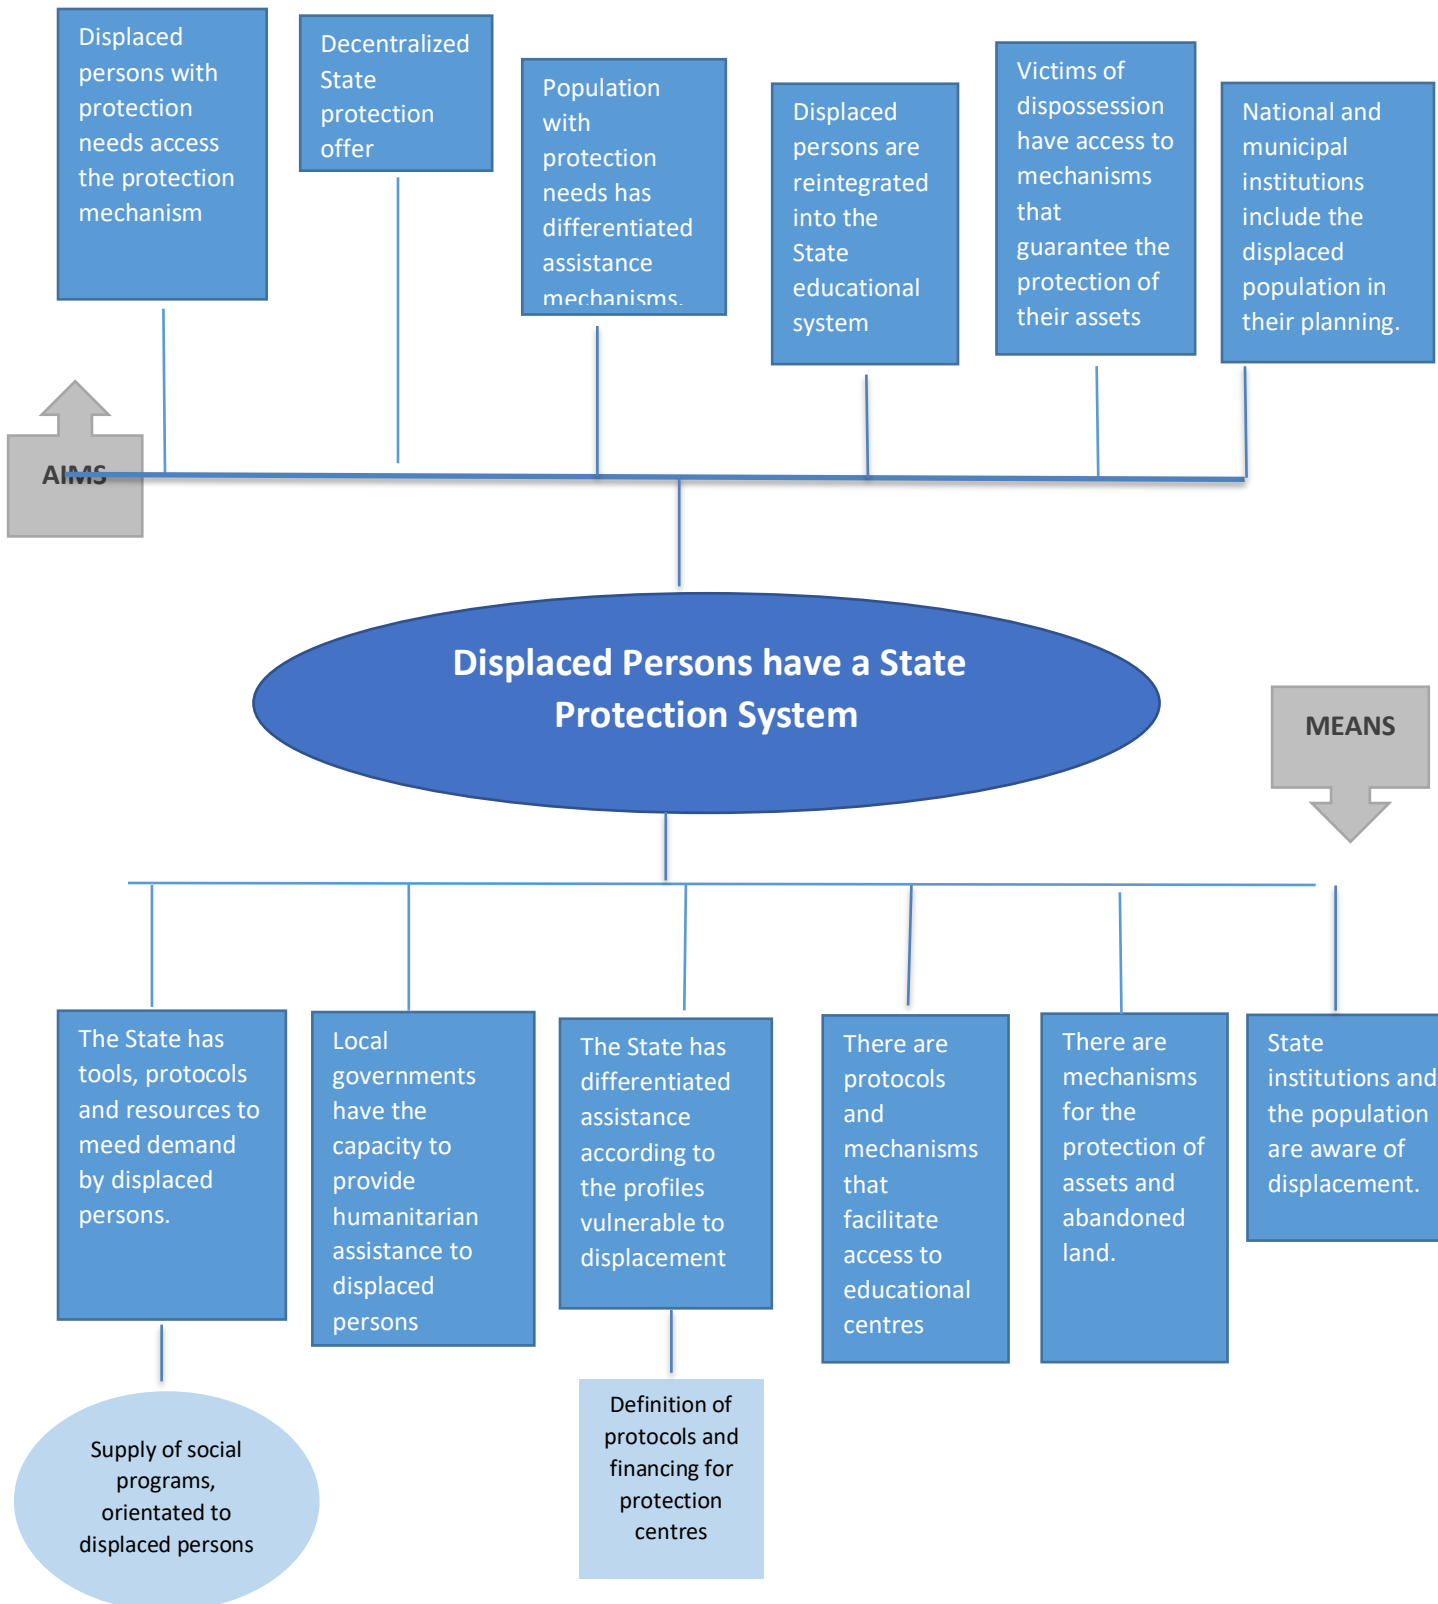 Displaced
persons with
protection
needs access
the protection
mechanism
Decentralized
State
protection
offer
Population
with
protection
needs has
differentiated
assistance
mechanisms.
Displaced
persons are
reintegrated
into the
State
educational
system
Victims of
dispossession
have access to
mechanisms
that
guarantee the
protection of
their assets
National and
municipal
institutions
include the
displaced
population in
their planning.
AIMS
Displaced Persons have a State
Protection System
MEANS
The State has
tools, protocols
and resources to
meed demand
by displaced
persons.
Local
governments
have the
capacity to
provide
humanitarian
assistance to
displaced
persons
The State has
differentiated
assistance
according to
the profiles
vulnerable to
displacement
There are
protocols
and
mechanisms
that
facilitate
access to
educational
centres
There are
mechanisms
for the
protection of
assets and
abandoned
land.
State
institutions and
the population
are aware of
displacement.
Supply of social
programs,
orientated to
displaced persons
Definition of
protocols and
financing for
protection
centres